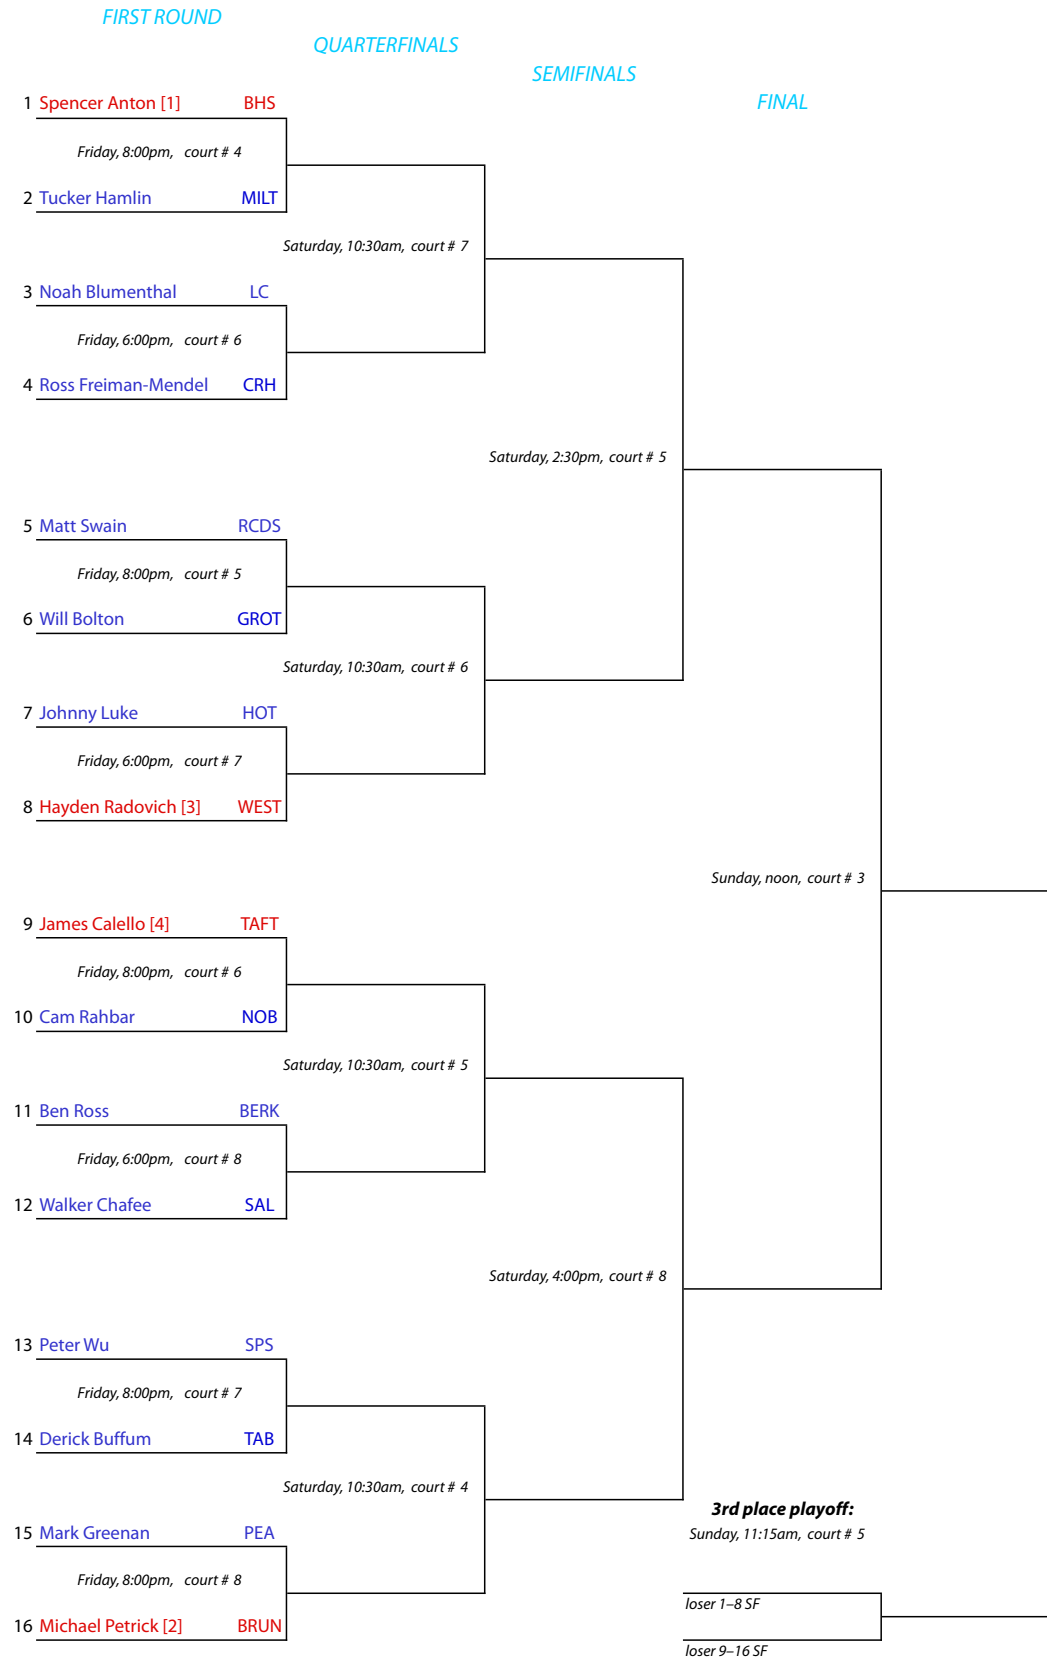 FIRST ROUND
QUARTERFINALS
SEMIFINALS
FINAL
1 Spencer Anton [1] BHS
Friday, 8:00pm, court # 4
2 Tucker Hamlin MILT
Saturday, 10:30am, court # 7
3 Noah Blumenthal LC
Friday, 6:00pm, court # 6
4 Ross Freiman-Mendel CRH
Saturday, 2:30pm, court # 5
5 Matt Swain RCDS
Friday, 8:00pm, court # 5
6 Will Bolton GROT
Saturday, 10:30am, court # 6
7 Johnny Luke HOT
Friday, 6:00pm, court # 7
8 Hayden Radovich [3] WEST
Sunday, noon, court # 3
9 James Calello [4] TAFT
Friday, 8:00pm, court # 6
10 Cam Rahbar NOB
Saturday, 10:30am, court # 5
11 Ben Ross BERK
Friday, 6:00pm, court # 8
12 Walker Chafee SAL
Saturday, 4:00pm, court # 8
13 Peter Wu SPS
Friday, 8:00pm, court # 7
14 Derick Buffum TAB
Saturday, 10:30am, court # 4
3rd place playoff:
15 Mark Greenan PEA
Sunday, 11:15am, court # 5
Friday, 8:00pm, court # 8
loser 1–8 SF
16 Michael Petrick [2] BRUN
loser 9–16 SF